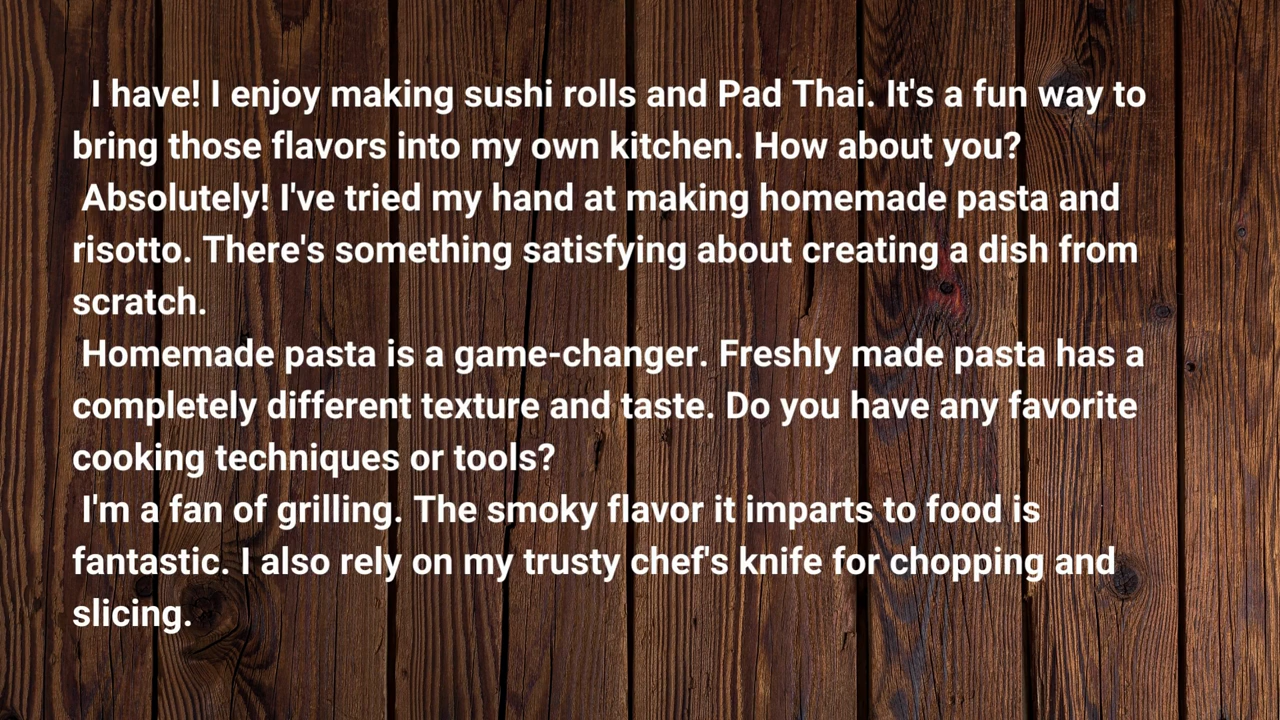 I have! I enjoy making sushi rolls and Pad Thai. It's a fun way to
bring those flavors into my own kitchen. How about you?
Absolutely! I've tried my hand at making homemade pasta and
risotto. There's something satisfying about creating a dish from
scratch.
Homemade pasta is a game-changer. Freshly made pasta has a
completely different texture and taste. Do you have any favorite
cooking techniques or tools?
I'm a fan of grilling. The smoky flavor it imparts to food is
fantastic. I also rely on my trusty chef's knife for chopping and
slicing.